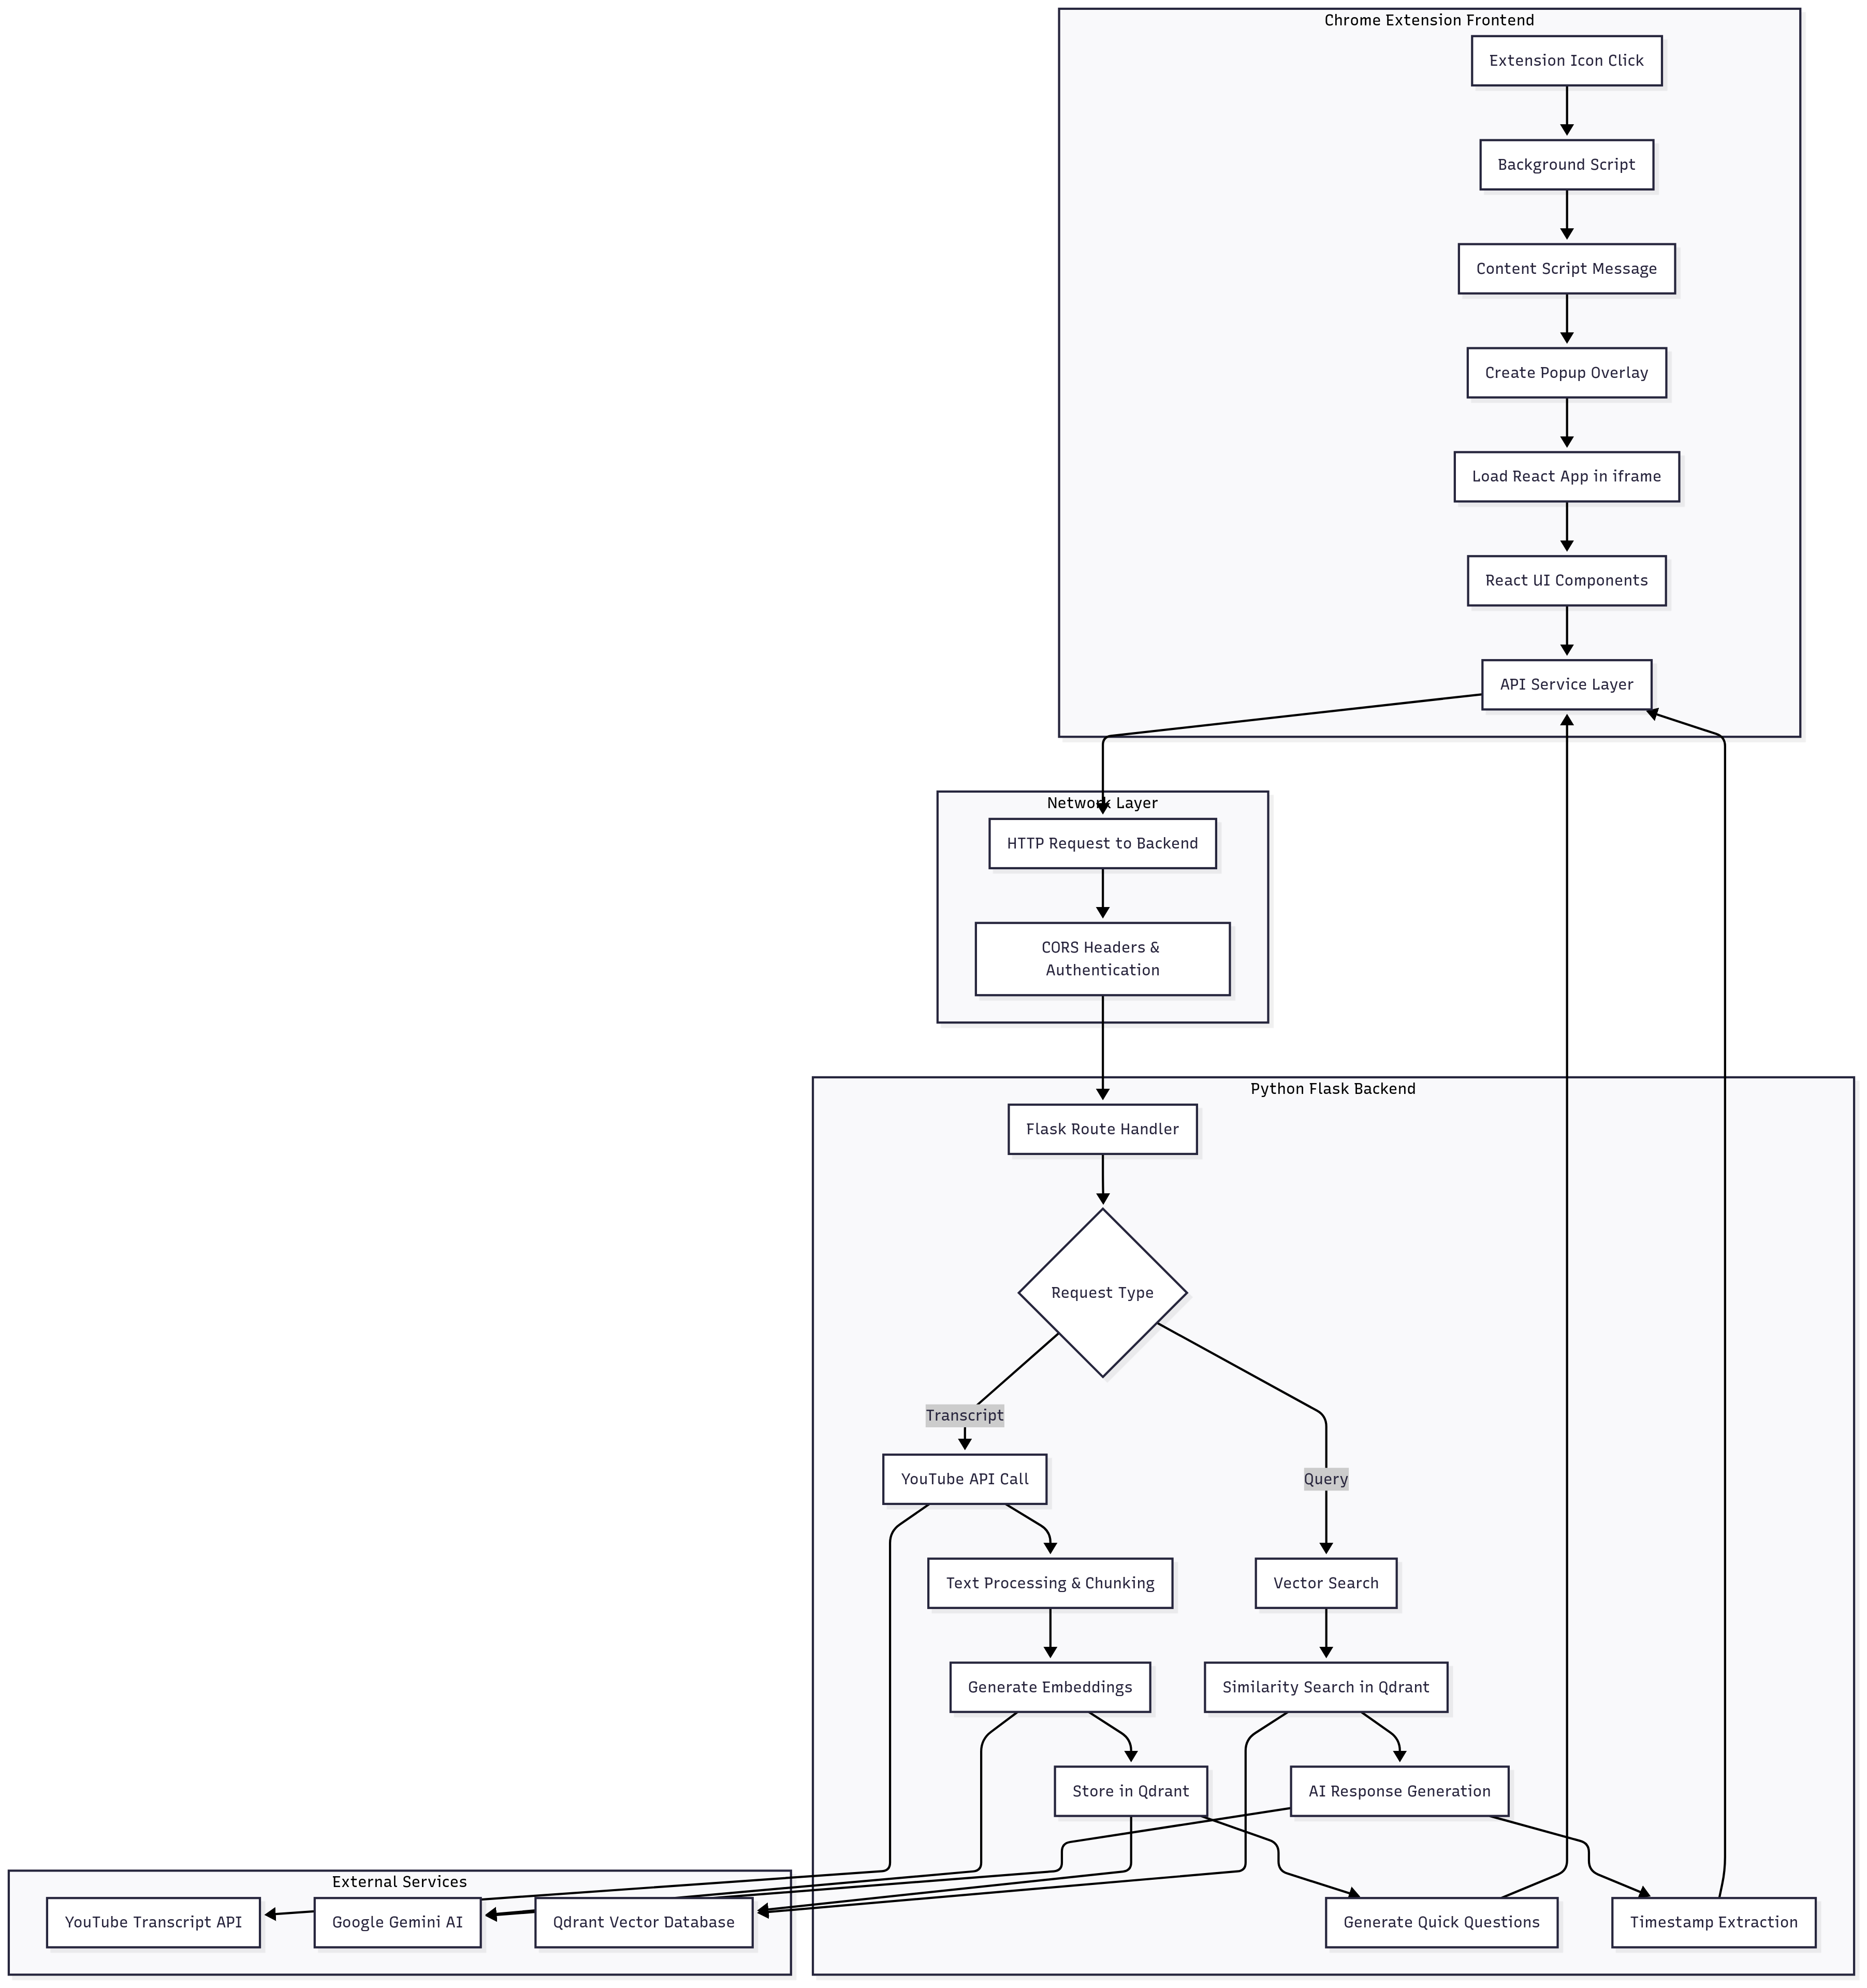 Chrome Extension Frontend
Extension Icon Click
Background Script
Content Script Message
Create Popup Overlay
Load React App in iframe
React UI Components
API Service Layer
Network Layer
HTTP Request to Backend
CORS Headers &
Authentication
Python Flask Backend
Flask Route Handler
Request Type
Transcript
YouTube API Call
Query
Text Processing & Chunking
Vector Search
Generate Embeddings
Similarity Search in Qdrant
Store in Qdrant
AI Response Generation
External Services
YouTube Transcript API
Google Gemini AI
Qdrant Vector Database
Generate Quick Questions
Timestamp Extraction